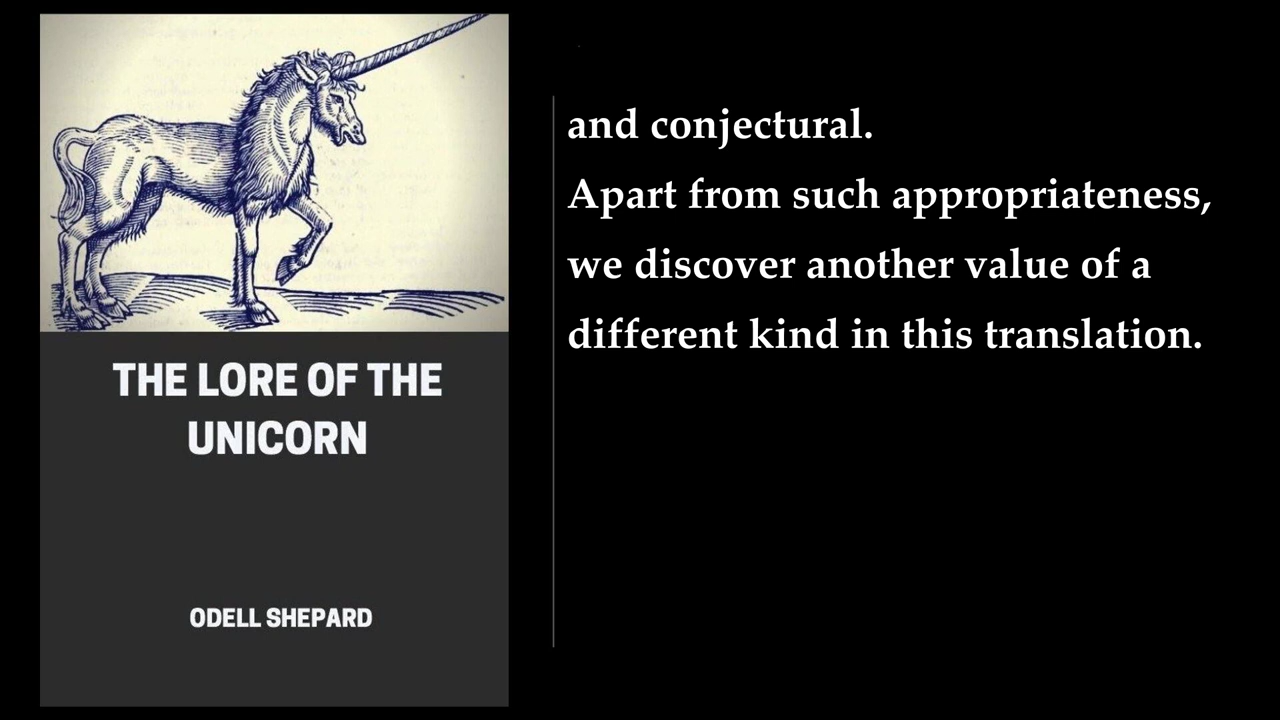 THE LORE OF THE
UNICORN
ODELL SHEPARD
and conjectural.
Apart from such appropriateness,
we discover another value of a
different kind in this translation.